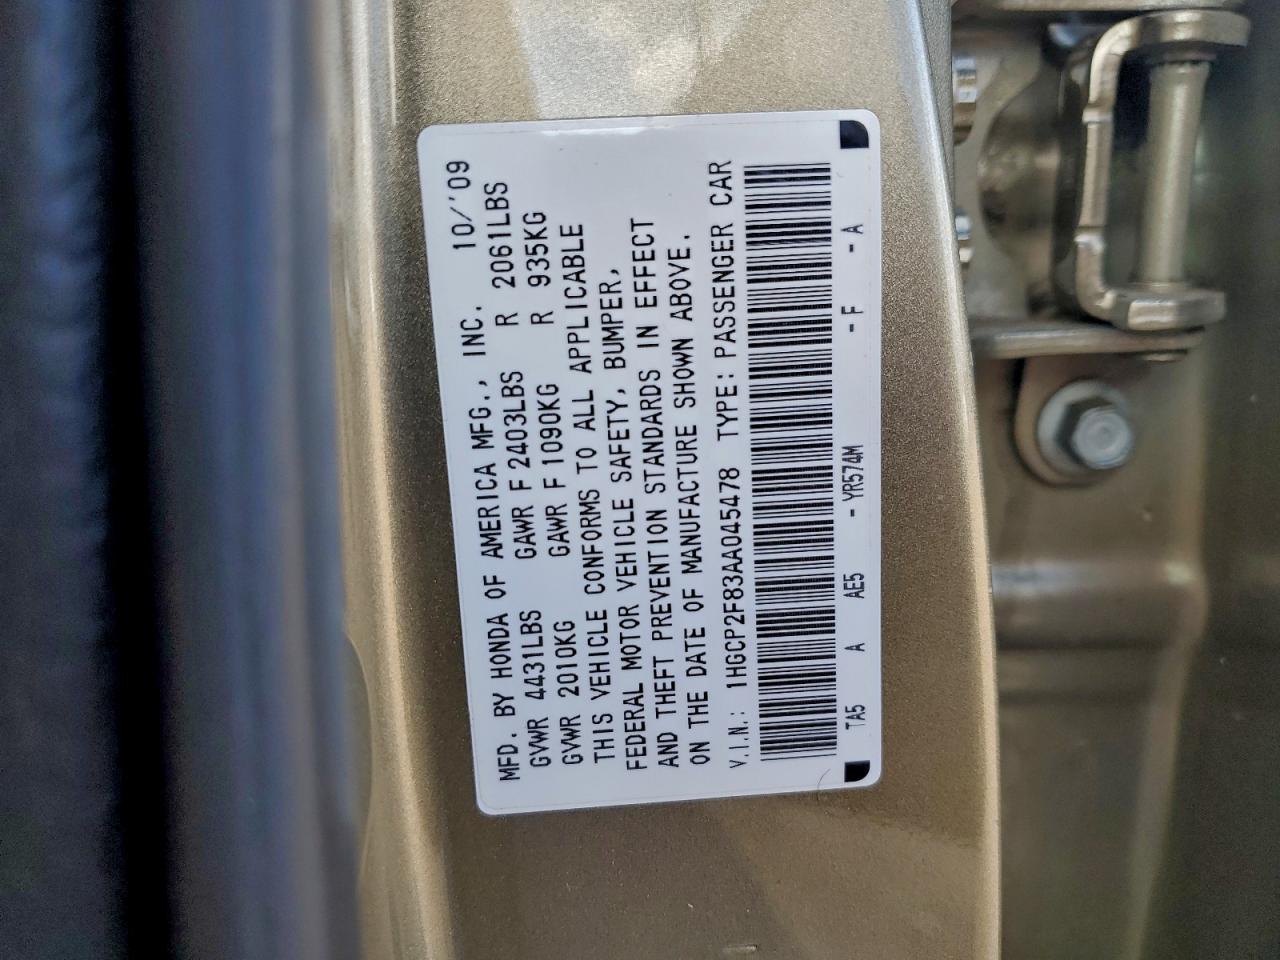 MFD. BY HONDA OF AMERICA MFG., INC. 10/'09
GVWR 4431LBS GAWR F 2403LBS R 2061LBS
GVWR 2010KG GAWR F 1090KG R 935KG
THIS VEHICLE CONFORMS TO ALL APPLICABLE
FEDERAL MOTOR VEHICLE SAFETY, BUMPER,
AND THEFT PREVENTION STANDARDS IN EFFECT
ON THE DATE OF MANUFACTURE SHOWN ABOVE.
V.I.N.: 1HGCP2F83AA045478 TYPE: PASSENGER CAR
TA5 A AE5 - YR574M - F - A